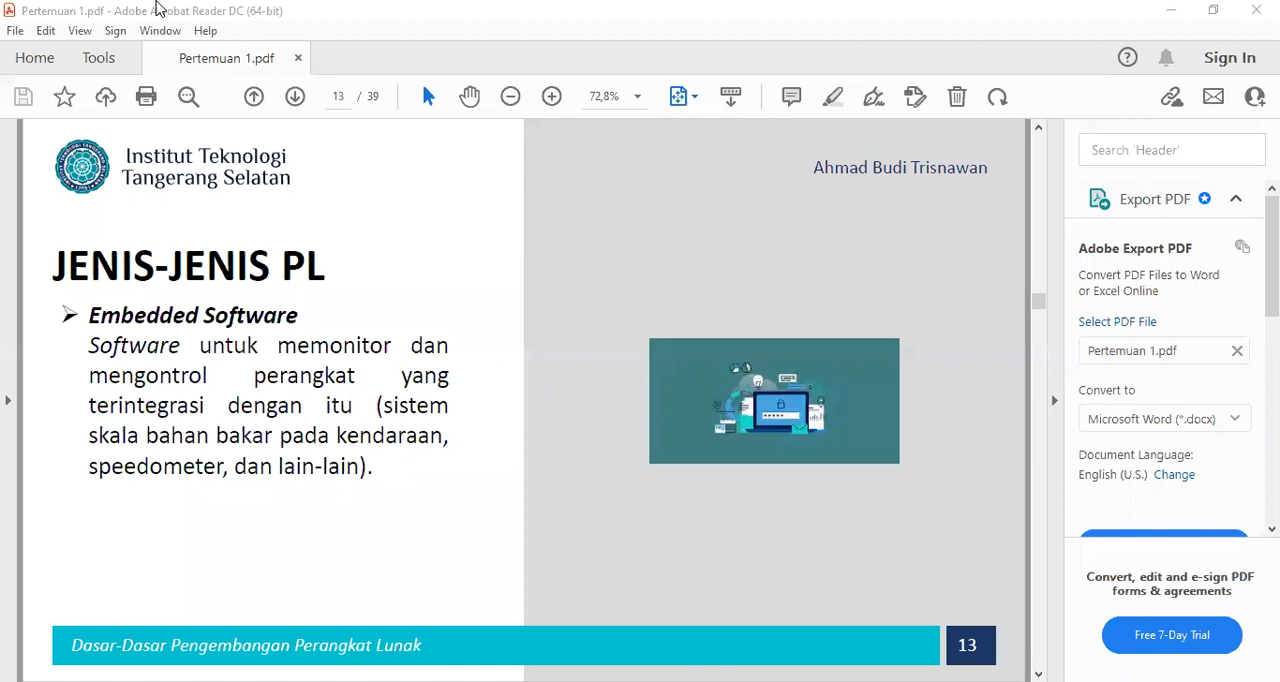 Pertemuan 1.pdf - Adobe Acrobat Reader DC (64-bit)
File Edit View Sign Window Help
Home Tools Pertemuan 1.pdf × Sign In
13 / 39 72,8%
Institut Teknologi
Tangerang Selatan
Ahmad Budi Trisnawan
JENIS-JENIS PL
➢ Embedded Software
Software untuk memonitor dan
mengontrol perangkat yang
terintegrasi dengan itu (sistem
skala bahan bakar pada kendaraan,
speedometer, dan lain-lain).
Dasar-Dasar Pengembangan Perangkat Lunak 13
Search 'Header'
Export PDF
Adobe Export PDF
Convert PDF Files to Word
or Excel Online
Select PDF File
Pertemuan 1.pdf
Convert to
Microsoft Word (*.docx)
Document Language:
English (U.S.) Change
Convert, edit and e-sign PDF
forms & agreements
Free 7-Day Trial